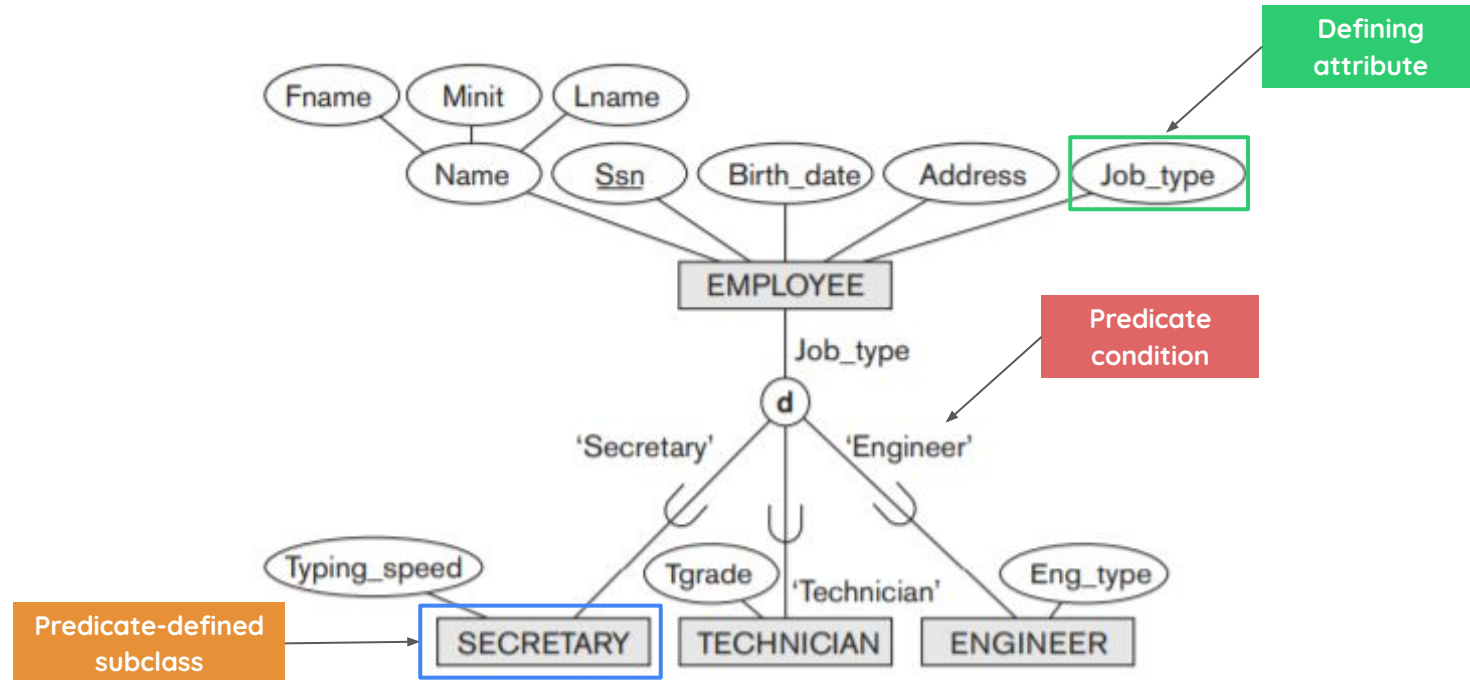 Defining
attribute
Fname
Minit
Lname
Name
Ssn
Birth_date
Address
Job_type
EMPLOYEE
Predicate
condition
Job_type
d
‘Secretary’
‘Engineer’
Typing_speed
Tgrade
‘Technician’
Eng_type
Predicate-defined
subclass
SECRETARY
TECHNICIAN
ENGINEER